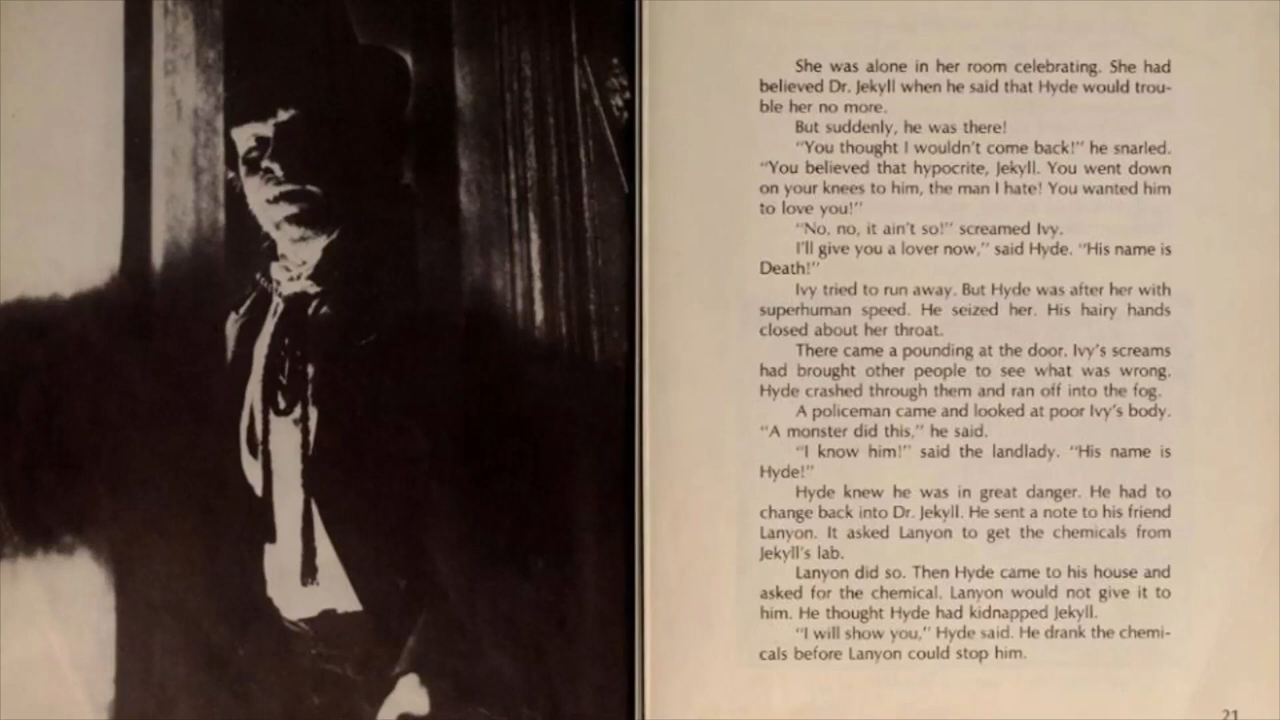 She was alone in her room celebrating. She had
believed Dr. Jekyll when he said that Hyde would trou-
ble her no more.
But suddenly, he was there!
“You thought I wouldn’t come back!” he snarled.
“You believed that hypocrite, Jekyll. You went down
on your knees to him, the man I hate! You wanted him
to love you!”
“No, no, it ain’t so!” screamed Ivy.
I’ll give you a lover now,” said Hyde. “His name is
Death!”
Ivy tried to run away. But Hyde was after her with
superhuman speed. He seized her. His hairy hands
closed about her throat.
There came a pounding at the door. Ivy’s screams
had brought other people to see what was wrong.
Hyde crashed through them and ran off into the fog.
A policeman came and looked at poor Ivy’s body.
“A monster did this,” he said.
“I know him!” said the landlady. “His name is
Hyde!”
Hyde knew he was in great danger. He had to
change back into Dr. Jekyll. He sent a note to his friend
Lanyon. It asked Lanyon to get the chemicals from
Jekyll’s lab.
Lanyon did so. Then Hyde came to his house and
asked for the chemical. Lanyon would not give it to
him. He thought Hyde had kidnapped Jekyll.
“I will show you,” Hyde said. He drank the chemi-
cals before Lanyon could stop him.
21